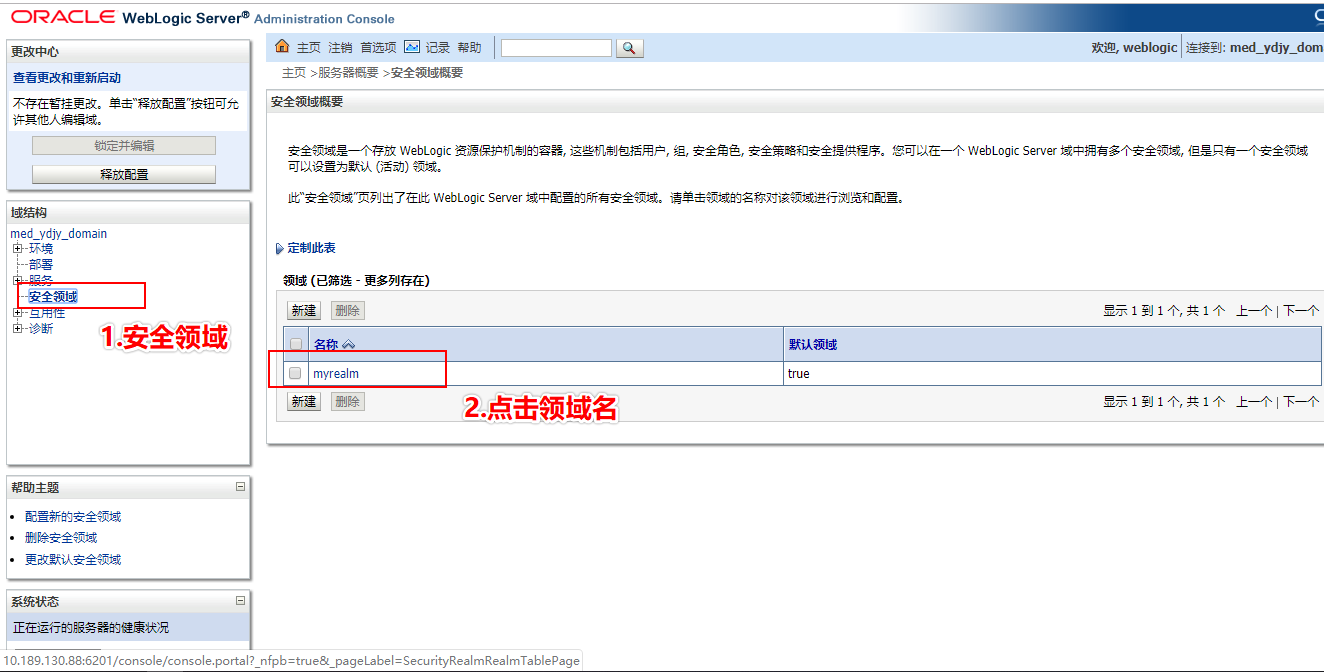 ORACLE WebLogic Server® Administration Console
更改中心
查看更改和重新启动
不存在暂挂更改。单击“释放配置”按钮可允
许其他人编辑域。
锁定并编辑
释放配置
域结构
med_ydjy_domain
环境
部署
服务
安全领域
互用性
诊断
1.安全领域
帮助主题
配置新的安全领域
删除安全领域
更改默认安全领域
系统状态
正在运行的服务器的健康状况
主页 注销 首选项 记录 帮助
欢迎, weblogic 连接到: med_ydjy_dom
主页 >服务器概要 >安全领域概要
安全领域概要
安全领域是一个存放 WebLogic 资源保护机制的容器, 这些机制包括用户, 组, 安全角色, 安全策略和安全提供程序。您可以在一个 WebLogic Server 域中拥有多个安全领域, 但是只有一个安全领域
可以设置为默认 (活动) 领域。
此“安全领域”页列出了在此 WebLogic Server 域中配置的所有安全领域。请单击领域的名称对该领域进行浏览和配置。
定制此表
领域 (已筛选 - 更多列存在)
新建 删除 显示 1 到 1 个, 共 1 个 上一个 | 下一个
名称 默认领域
myrealm true
新建 删除 显示 1 到 1 个, 共 1 个 上一个 | 下一个
2.点击领域名
10.189.130.88:6201/console/console.portal?_nfpb=true&_pageLabel=SecurityRealmRealmTablePage